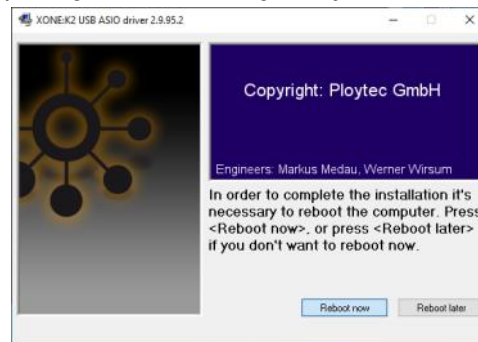 XONE:K2 USB ASIO driver 2.9.95.2
Copyright: Ploytec GmbH
Engineers: Markus Medau, Werner Wirsum
In order to complete the installation it's
necessary to reboot the computer. Press
<Reboot now>, or press <Reboot later>
if you don't want to reboot now.
Reboot now
Reboot later